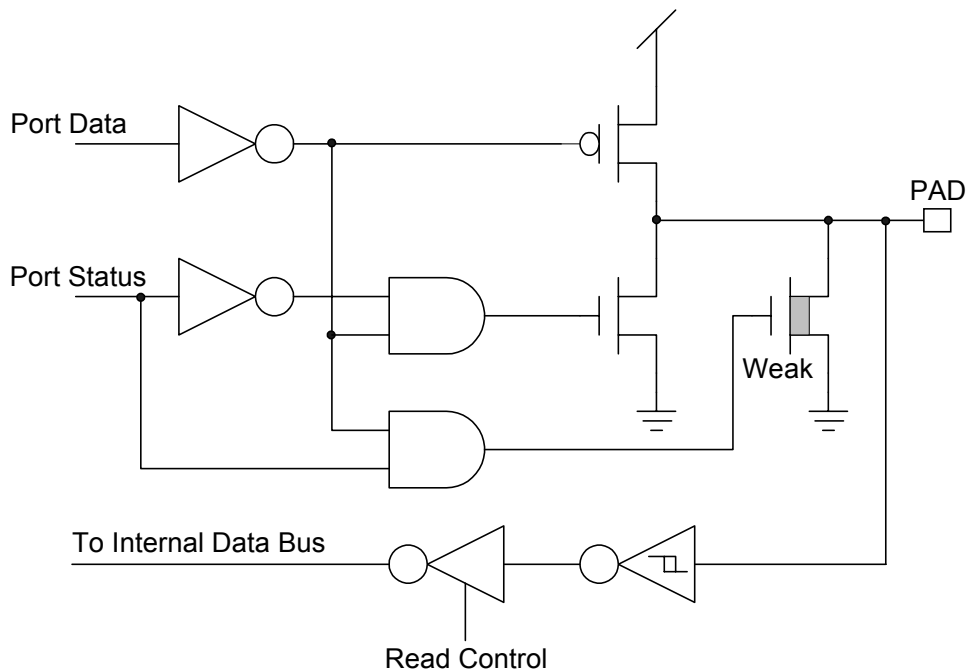 Port Data
PAD
Port Status
Weak
To Internal Data Bus
Read Control